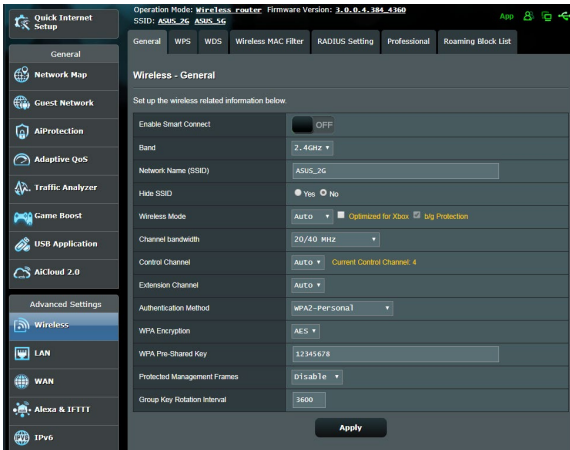 Quick Internet
Setup
General
Network Map
Guest Network
AiProtection
Adaptive QoS
Traffic Analyzer
Game Boost
USB Application
AiCloud 2.0
Advanced Settings
Wireless
LAN
WAN
Alexa & IFTTT
IPv6
Operation Mode: Wireless router Firmware Version: 3.0.0.4.384_4360
SSID: ASUS_2G ASUS_5G
App
General WPS WDS Wireless MAC Filter RADIUS Setting Professional Roaming Block List
Wireless - General
Set up the wireless related information below.
Enable Smart Connect OFF
Band 2.4GHz
Network Name (SSID) ASUS_2G
Hide SSID Yes No
Wireless Mode Auto Optimized for Xbox b/g Protection
Channel bandwidth 20/40 MHz
Control Channel Auto Current Control Channel: 4
Extension Channel Auto
Authentication Method WPA2-Personal
WPA Encryption AES
WPA Pre-Shared Key 12345678
Protected Management Frames Disable
Group Key Rotation Interval 3600
Apply